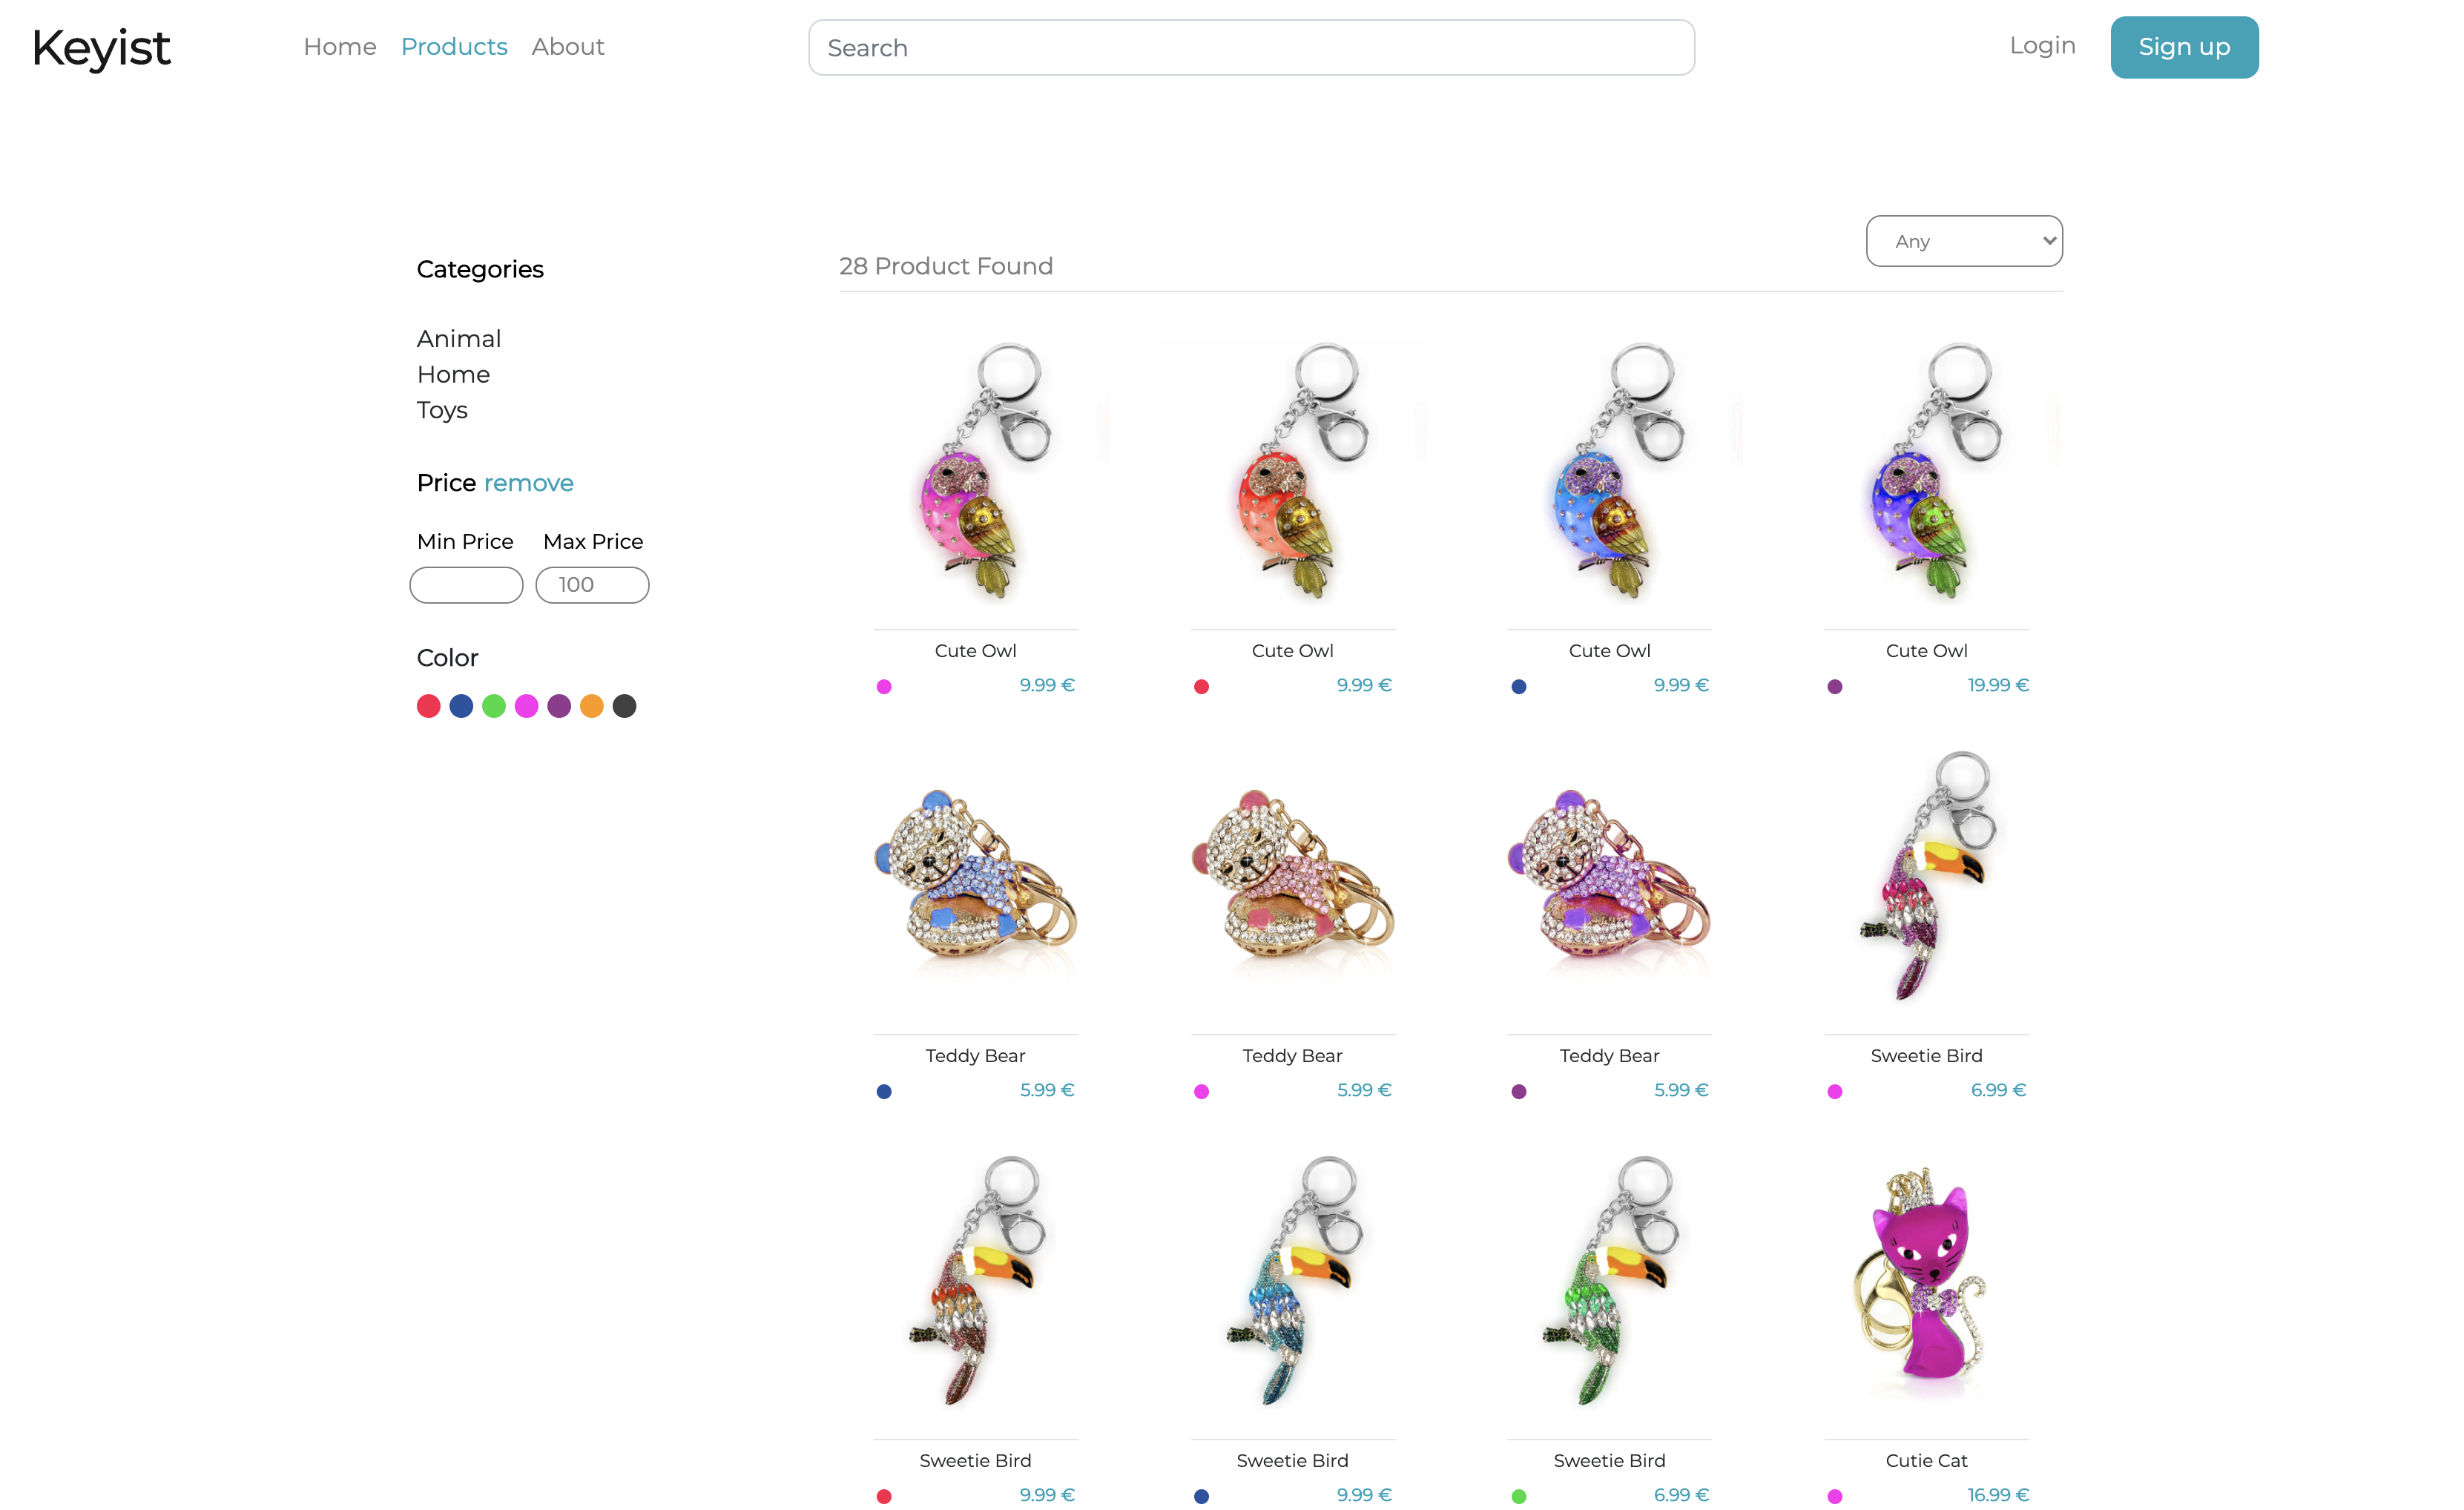 Keyist
Home Products About
Search
Login
Sign up
Any
Categories
28 Product Found
Animal
Home
Toys
Price remove
Min Price Max Price
100
Color
Cute Owl
9.99 €
Cute Owl
9.99 €
Cute Owl
9.99 €
Cute Owl
19.99 €
Teddy Bear
5.99 €
Teddy Bear
5.99 €
Teddy Bear
5.99 €
Sweetie Bird
6.99 €
Sweetie Bird
9.99 €
Sweetie Bird
9.99 €
Sweetie Bird
6.99 €
Cutie Cat
16.99 €